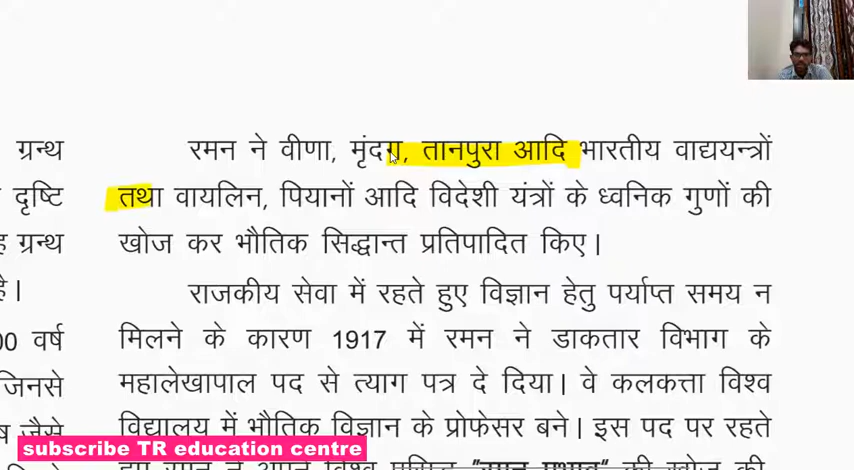 ग्रन्थ
दृष्टि
ग्रन्थ
है।
00 वर्ष
जिनसे
जैसे
रमन ने वीणा, मृंदग, तानपुरा आदि भारतीय वाद्ययन्त्रों
तथा वायलिन, पियानों आदि विदेशी यंत्रों के ध्वनिक गुणों की
खोज कर भौतिक सिद्धान्त प्रतिपादित किए।
राजकीय सेवा में रहते हुए विज्ञान हेतु पर्याप्त समय न
मिलने के कारण 1917 में रमन ने डाकतार विभाग के
महालेखापाल पद से त्याग पत्र दे दिया। वे कलकत्ता विश्व
विद्यालय में भौतिक विज्ञान के प्रोफेसर बने। इस पद पर रहते
subscribe TR education centre